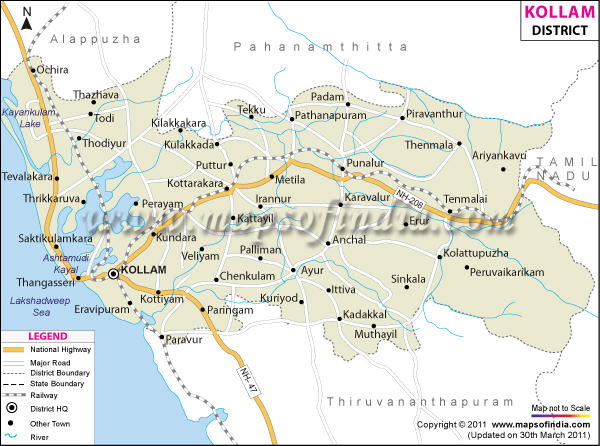 KOLLAM
DISTRICT
N
Alappuzha
Pahanamthitta
Ochira
Thazhava
Kayankulam
Lake
Todi
Kilakkakara
Tekku
Padam
Pathanapuram
Piravanthur
Thodiyur
Kulakkada
Thenmala
Ariyankavu
TAMIL
NADU
Puttur
Punalur
Tevalakara
Kottarakara
Metila
NH-208
Thrikkaruva
Perayam
Irannur
Karavalur
Tenmalai
www.mapsofindia.com
Kattayil
Erur
Saktikulamkara
Kundara
Anchal
Ashtamudi
Kayal
Veliyam
Palliman
Kolattupuzha
KOLLAM
Peruvaikarikam
Thangasseri
Chenkulam
Ayur
Sinkala
Lakshadweep
Sea
Kottiyam
Kuriyod
Ittiva
Eravipuram
Paringam
Kadakkal
Muthayil
Paravur
NH-47
Thiruvananthapuram
LEGEND
National Highway
Major Road
District Boundary
State Boundary
Railway
District HQ
Other Town
River
Map not to Scale
Copyright © 2011 www.mapsofindia.com
(Updated on 30th March 2011)